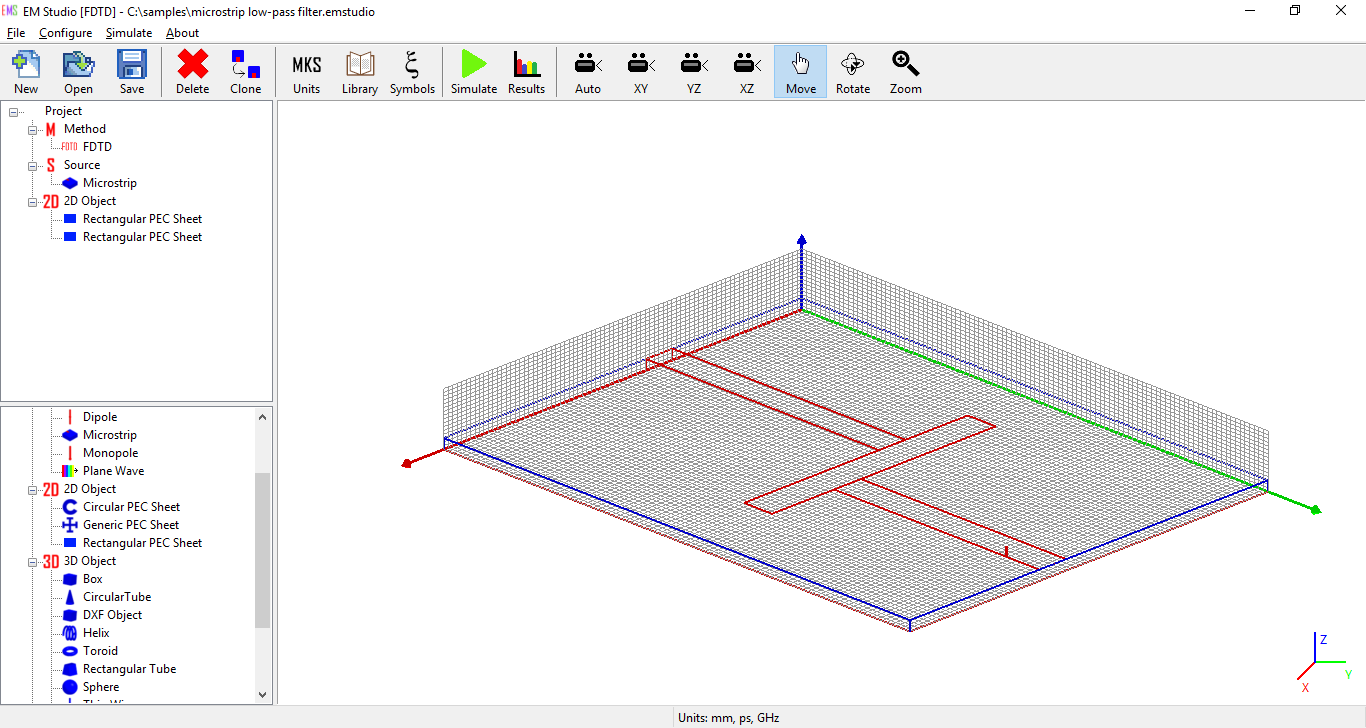 EMS EM Studio [FDTD] - C:\samples\microstrip low-pass filter.emstudio
File Configure Simulate About
MKS
New Open Save Delete Clone Units Library Symbols Simulate Results Auto XY YZ XZ Move Rotate Zoom
Project
M Method
FDTD FDTD
S Source
Microstrip
2D 2D Object
Rectangular PEC Sheet
Rectangular PEC Sheet
Dipole
Microstrip
Monopole
Plane Wave
2D 2D Object
Circular PEC Sheet
Generic PEC Sheet
Rectangular PEC Sheet
3D 3D Object
Box
CircularTube
DXF Object
Helix
Toroid
Rectangular Tube
Sphere
Z
Y
X
Units: mm, ps, GHz